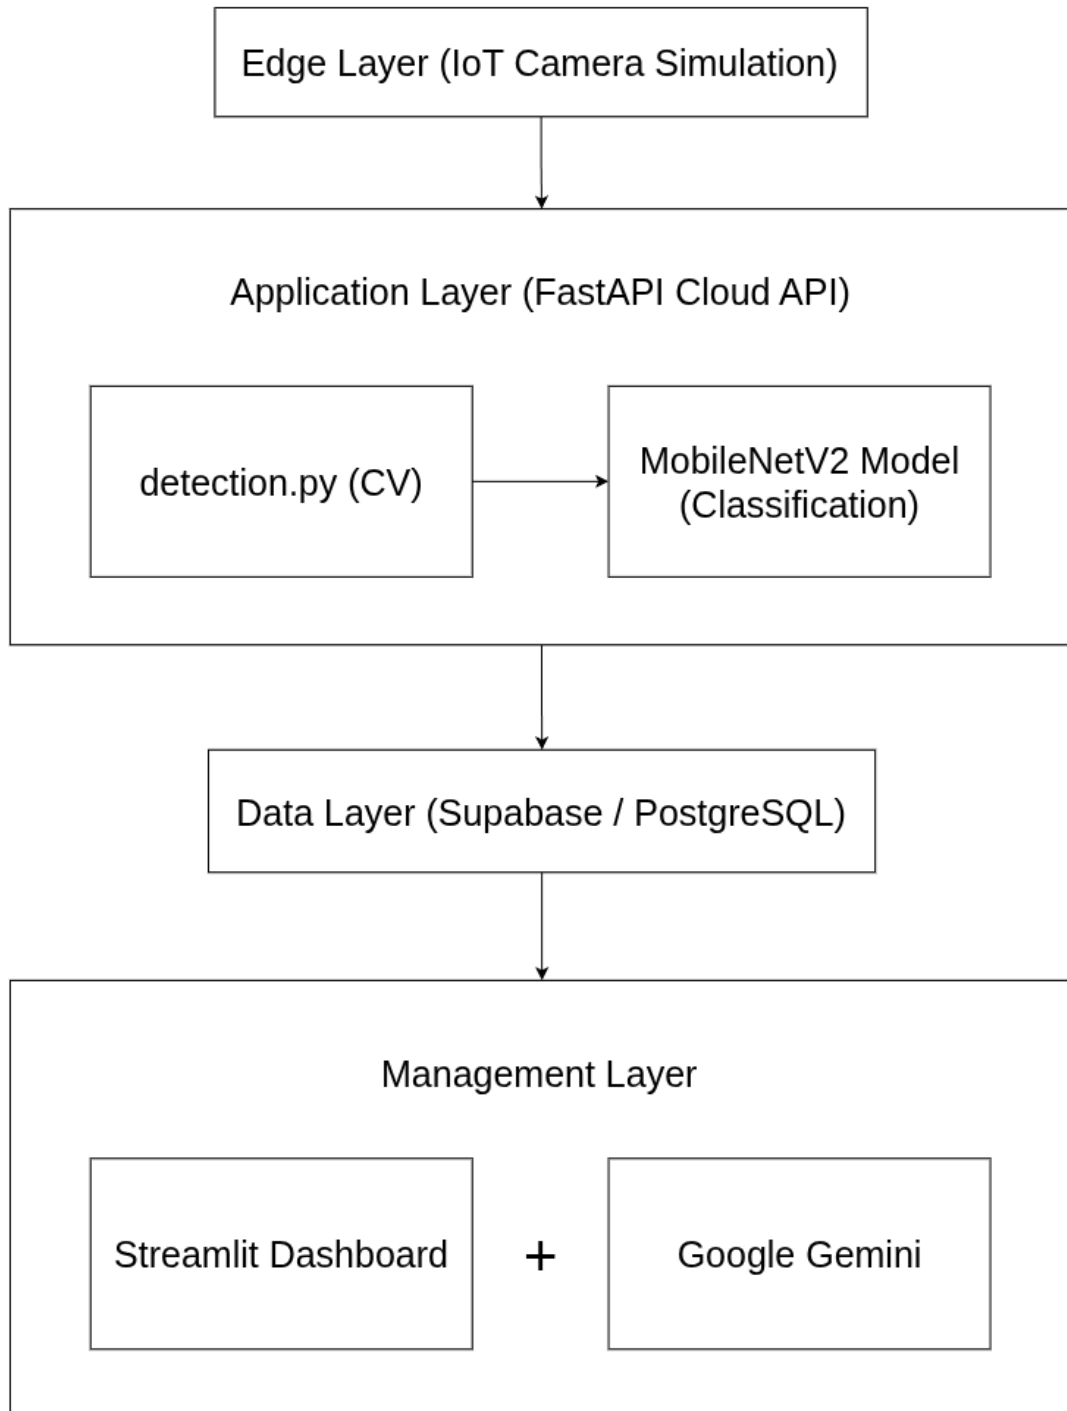 Edge Layer (IoT Camera Simulation)
Application Layer (FastAPI Cloud API)
detection.py (CV)
MobileNetV2 Model
(Classification)
Data Layer (Supabase / PostgreSQL)
Management Layer
Streamlit Dashboard
+
Google Gemini